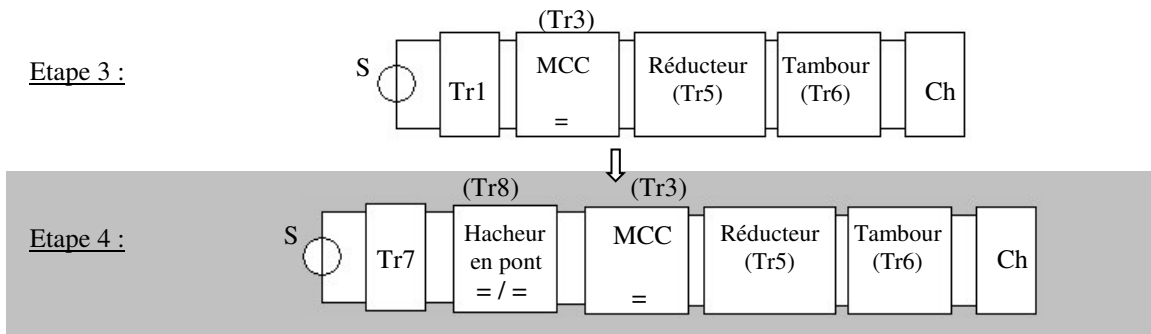 (Tr3)
Etape 3 :
S
Tr1
MCC
=
Réducteur
(Tr5)
Tambour
(Tr6)
Ch
(Tr8)
(Tr3)
Etape 4 :
S
Tr7
Hacheur
en pont
= / =
MCC
=
Réducteur
(Tr5)
Tambour
(Tr6)
Ch